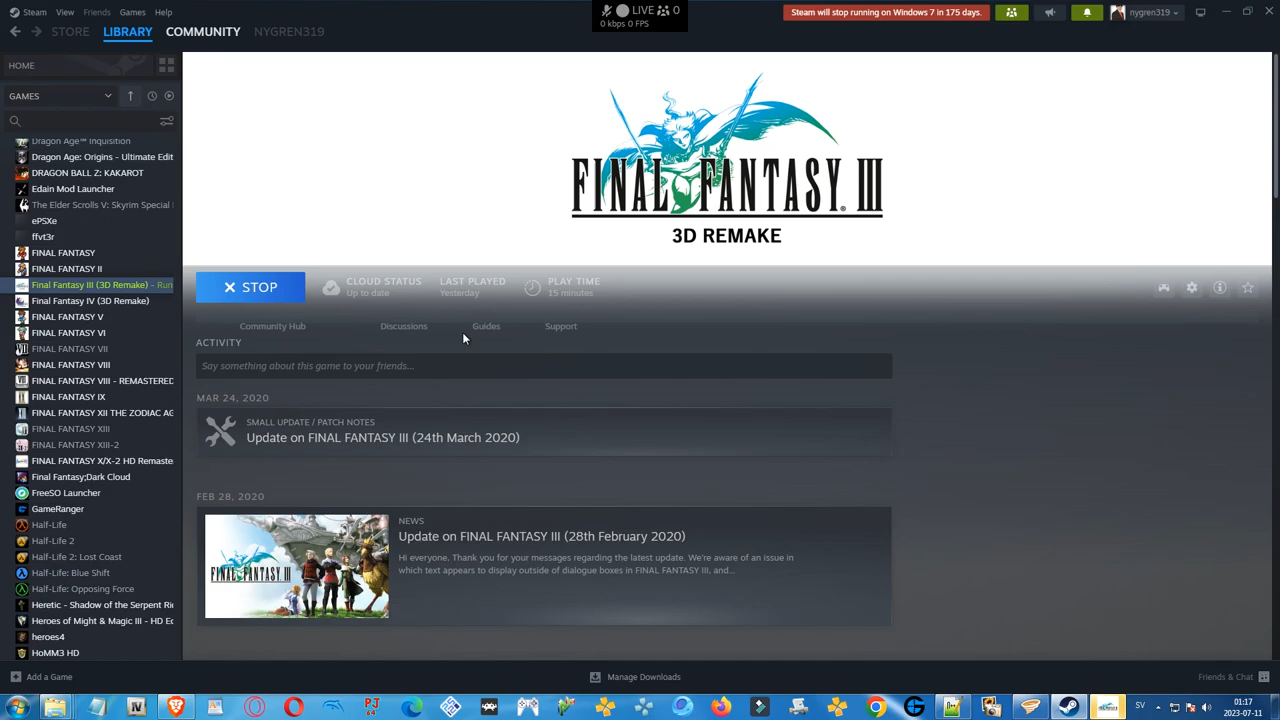 Steam View Friends Games Help
LIVE 0
0 kbps 0 FPS
Steam will stop running on Windows 7 in 175 days.
nygren319
STORE LIBRARY COMMUNITY NYGREN319
HOME
GAMES
Dragon Age™ Inquisition
Dragon Age: Origins - Ultimate Edit
DRAGON BALL Z: KAKAROT
Edain Mod Launcher
The Elder Scrolls V: Skyrim Special
ePSXe
ffvt3r
FINAL FANTASY
FINAL FANTASY II
Final Fantasy III (3D Remake) - Run
Final Fantasy IV (3D Remake)
FINAL FANTASY V
FINAL FANTASY VI
FINAL FANTASY VII
FINAL FANTASY VIII
FINAL FANTASY VIII - REMASTERED
FINAL FANTASY IX
FINAL FANTASY XII THE ZODIAC AG
FINAL FANTASY XIII
FINAL FANTASY XIII-2
FINAL FANTASY X/X-2 HD Remaste
Final Fantasy;Dark Cloud
FreeSO Launcher
GameRanger
Half-Life
Half-Life 2
Half-Life 2: Lost Coast
Half-Life: Blue Shift
Half-Life: Opposing Force
Heretic - Shadow of the Serpent Ri
Heroes of Might & Magic III - HD Ed
heroes4
HoMM3 HD
FINAL FANTASY III®
3D REMAKE
STOP
CLOUD STATUS
Up to date
LAST PLAYED
Yesterday
PLAY TIME
15 minutes
Community Hub Discussions Guides Support
ACTIVITY
Say something about this game to your friends...
MAR 24, 2020
SMALL UPDATE / PATCH NOTES
Update on FINAL FANTASY III (24th March 2020)
FEB 28, 2020
FINAL FANTASY III
NEWS
Update on FINAL FANTASY III (28th February 2020)
Hi everyone, Thank you for your messages regarding the latest update. We're aware of an issue in
which text appears to display outside of dialogue boxes in FINAL FANTASY III, and...
Add a Game
Manage Downloads
Friends & Chat
PJ
64
SV
01:17
2023-07-11